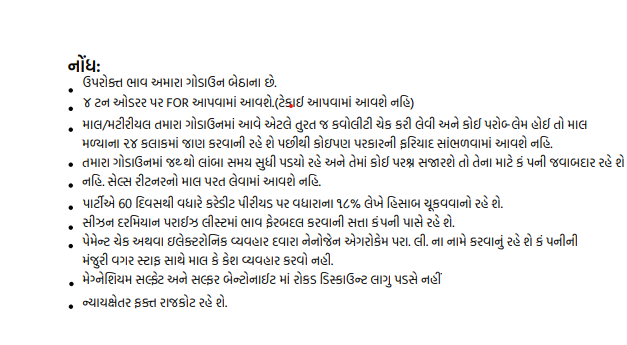 નોંધ:
ઉપરોક્ત ભાવ અમારા ગોડાઉન બેઠાના છે.
૪ ટન ઓડરર પર FOR આપવામાં આવશે.(ટેકાઈ આપવામાં આવશે નહિ)
માલ/મટીરીયલ તમારા ગોડાઉનમાં આવે એટલે તુરત જ કવોલીટી ચેક કરી લેવી અને કોઈ પરોબ્લેમ હોઈ તો માલ
મળ્યાના ૨૪ કલાકમાં જાણ કરવાની રહેશે પછીથી કોઇપણ પરકારની ફરિયાદ સાંભળવામાં આવશે નહિ.
તમારા ગોડાઉનમાં જથ્થો લાંબા સમય સુધી પડયો રહે અને તેમાં કોઈ પરશ્ન સજારશે તો તેના માટે કંપની જવાબદાર રહેશે
નહિ. સેલ્સ રીટનરનો માલ પરત લેવામાં આવશે નહિ.
પાર્ટીએ 60 દિવસથી વધારે કરેડીટ પીરીયડ પર વધારાના ૧૮% લેખે હિસાબ ચૂકવવાનો રહેશે.
સીઝન દરમિયાન પરાઈઝ લીસ્ટમાં ભાવ ફેરબદલ કરવાની સત્તા કંપની પાસે રહેશે.
પેમેન્ટ ચેક અથવા ઇલેક્ટરોનિક વ્યવહાર દવારા નેનોજેન એગરોકેમ પરા. લી. ના નામે કરવાનું રહેશે કંપનીની
મંજુરી વગર સ્ટાફ સાથે માલ કે કેશ વ્યવહાર કરવો નહી.
મેગ્નેશિયમ સલ્ફેટ અને સલ્ફર બેન્ટોનાઈટ માં રોકડ ડિસ્કાઉન્ટ લાગુ પડસે નહીં
ન્યાયક્ષેતર ફક્ત રાજકોટ રહેશે.